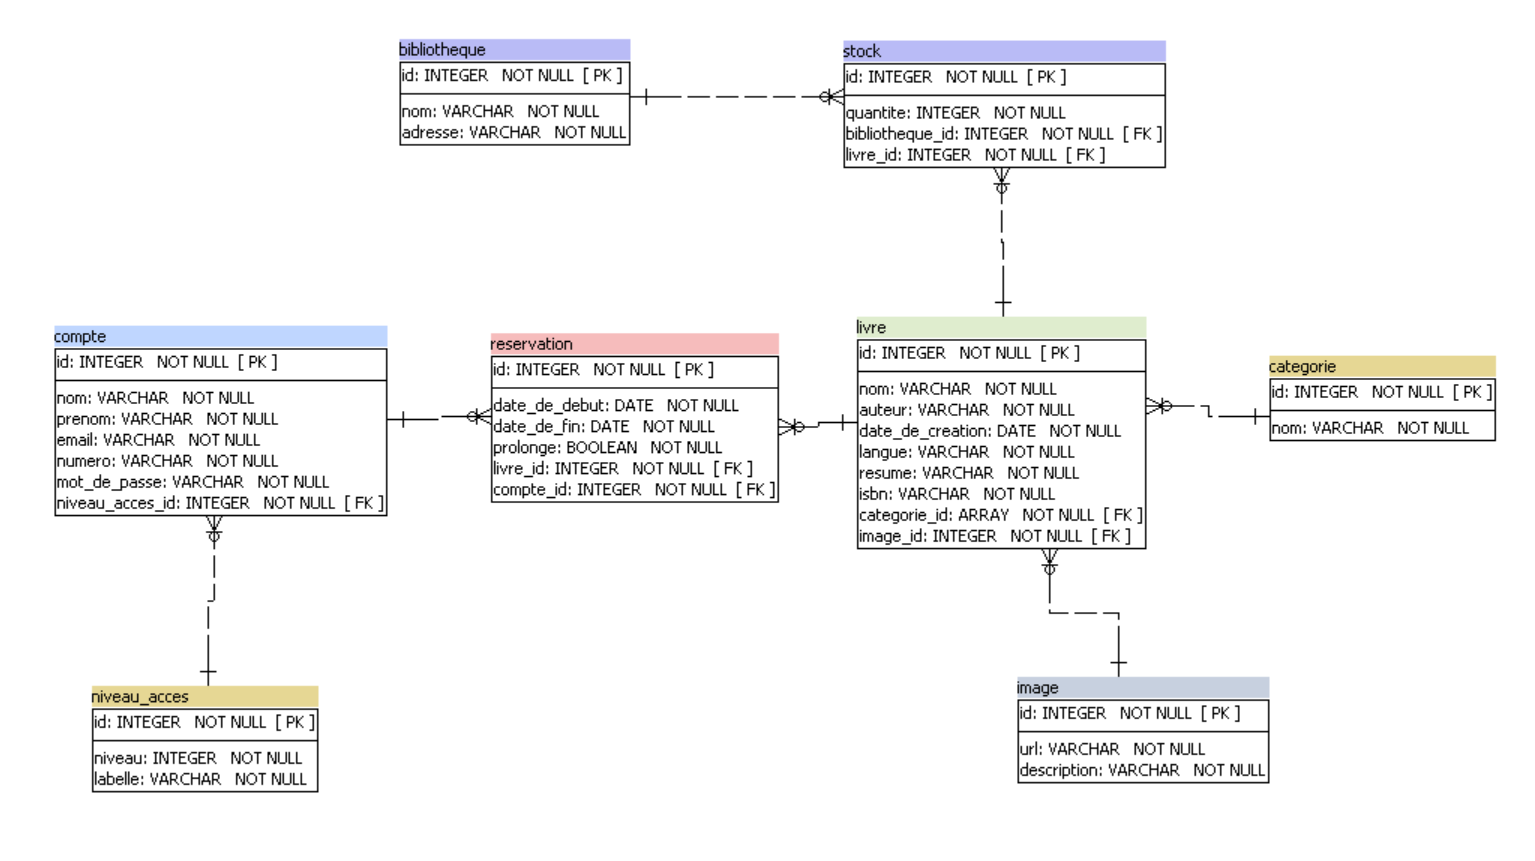 bibliotheque
id: INTEGER NOT NULL [ PK ]
nom: VARCHAR NOT NULL
adresse: VARCHAR NOT NULL
stock
id: INTEGER NOT NULL [ PK ]
quantite: INTEGER NOT NULL
bibliotheque_id: INTEGER NOT NULL [ FK ]
livre_id: INTEGER NOT NULL [ FK ]
compte
id: INTEGER NOT NULL [ PK ]
nom: VARCHAR NOT NULL
prenom: VARCHAR NOT NULL
email: VARCHAR NOT NULL
numero: VARCHAR NOT NULL
mot_de_passe: VARCHAR NOT NULL
niveau_acces_id: INTEGER NOT NULL [ FK ]
reservation
id: INTEGER NOT NULL [ PK ]
date_de_debut: DATE NOT NULL
date_de_fin: DATE NOT NULL
prolonge: BOOLEAN NOT NULL
livre_id: INTEGER NOT NULL [ FK ]
compte_id: INTEGER NOT NULL [ FK ]
livre
id: INTEGER NOT NULL [ PK ]
nom: VARCHAR NOT NULL
auteur: VARCHAR NOT NULL
date_de_creation: DATE NOT NULL
langue: VARCHAR NOT NULL
resume: VARCHAR NOT NULL
isbn: VARCHAR NOT NULL
categorie_id: ARRAY NOT NULL [ FK ]
image_id: INTEGER NOT NULL [ FK ]
categorie
id: INTEGER NOT NULL [ PK ]
nom: VARCHAR NOT NULL
niveau_acces
id: INTEGER NOT NULL [ PK ]
niveau: INTEGER NOT NULL
labelle: VARCHAR NOT NULL
image
id: INTEGER NOT NULL [ PK ]
url: VARCHAR NOT NULL
description: VARCHAR NOT NULL